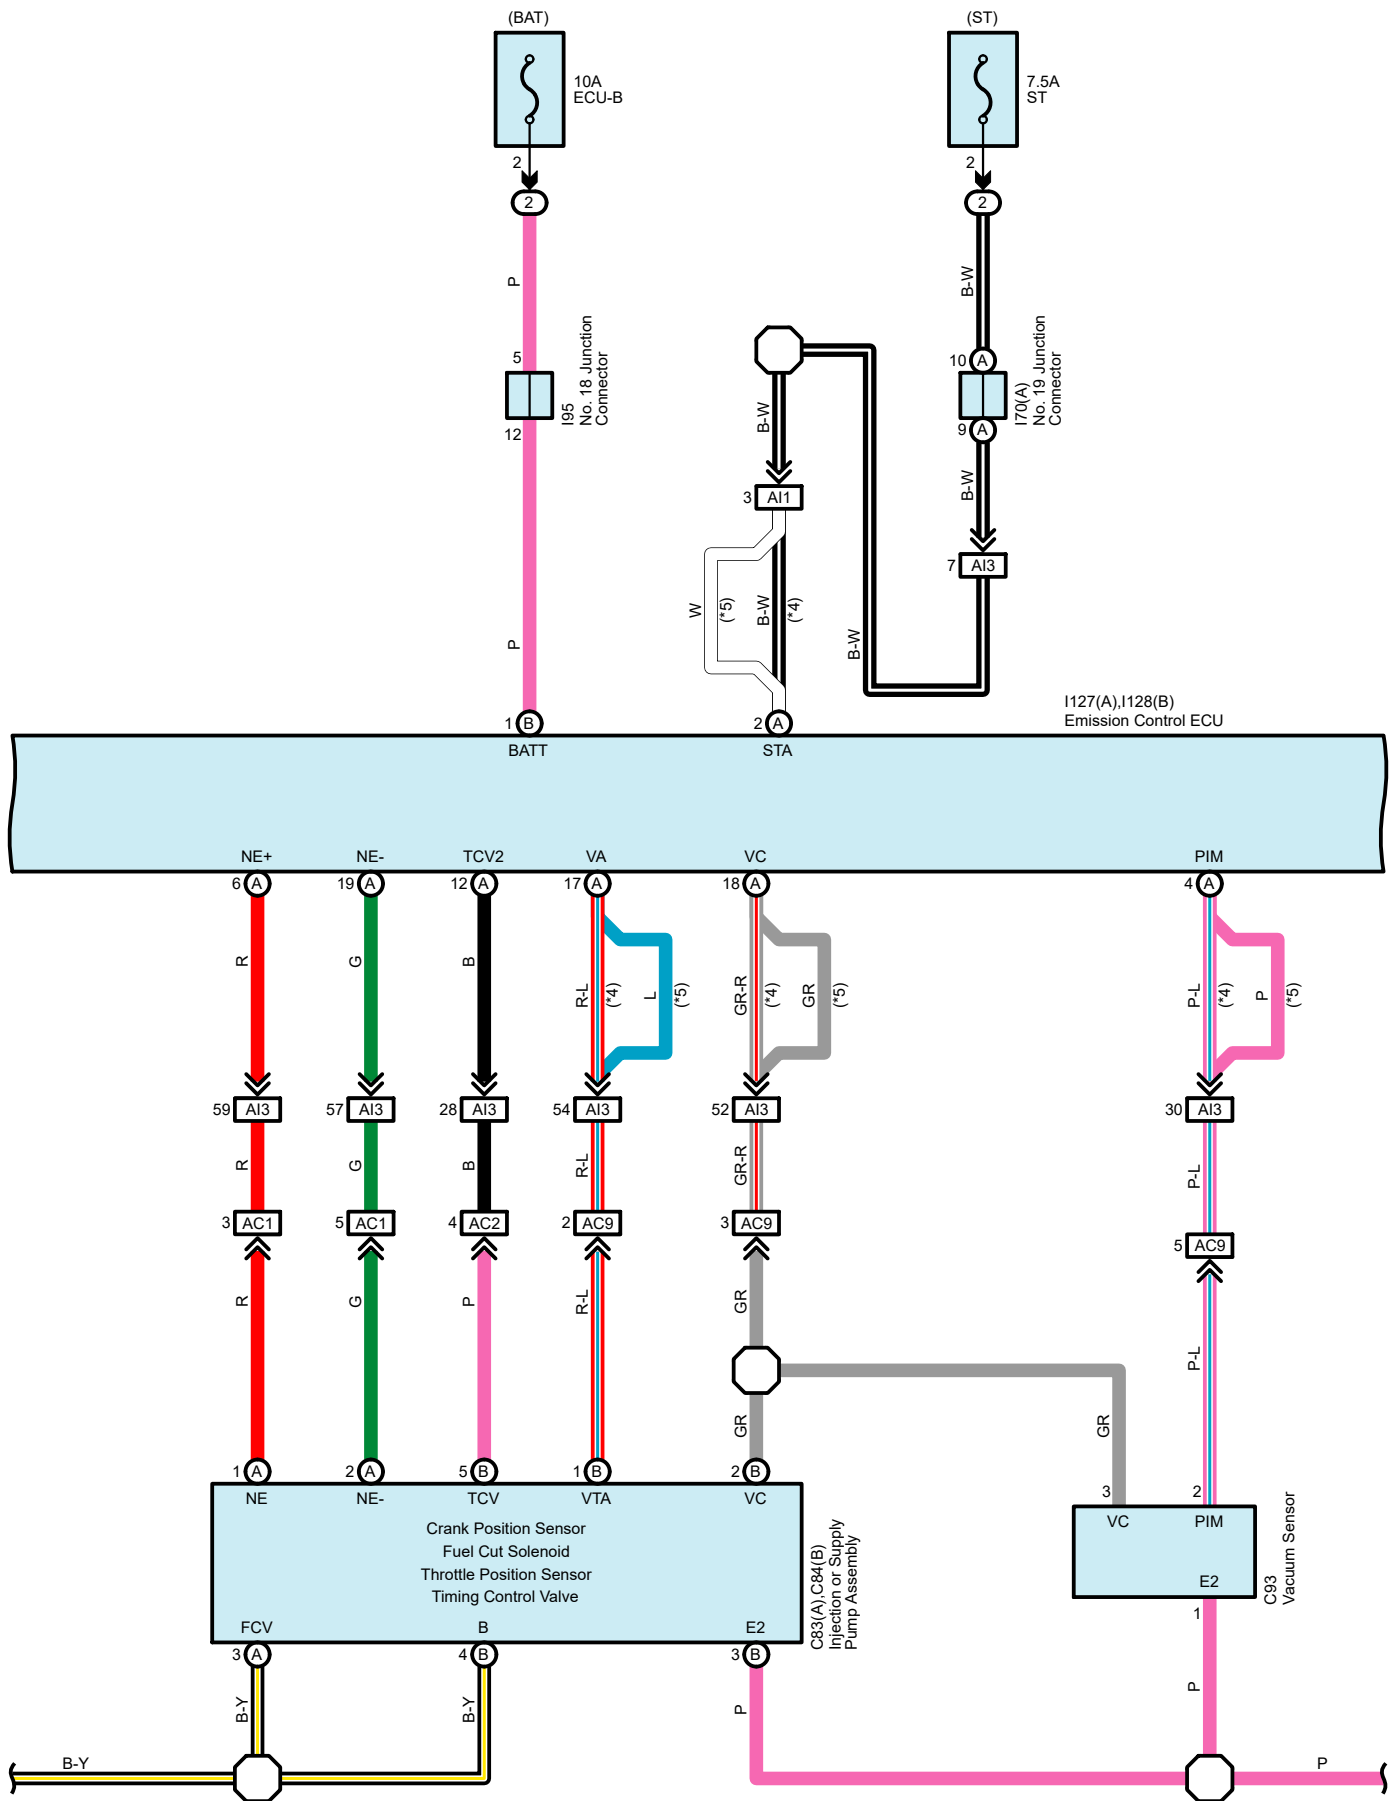 (BAT)
(ST)
10A
ECU-B
7.5A
ST
2
2
2
2
P
B-W
5
10 A
I95
No. 18 Junction
Connector
I70(A)
No. 19 Junction
Connector
12
9 A
B-W
B-W
3 AI1
7 AI3
W
(*5)
B-W
(*4)
B-W
P
I127(A),I128(B)
Emission Control ECU
1 B
2 A
BATT
STA
NE+
NE-
TCV2
VA
VC
PIM
6 A
19 A
12 A
17 A
18 A
4 A
R
G
B
R-L
(*4)
L
(*5)
GR-R
(*4)
GR
(*5)
P-L
(*4)
P
(*5)
59 AI3
57 AI3
28 AI3
54 AI3
52 AI3
30 AI3
R
G
B
R-L
GR-R
P-L
3 AC1
5 AC1
4 AC2
2 AC9
3 AC9
5 AC9
R
G
P
R-L
GR
P-L
GR
GR
1 A
2 A
5 B
1 B
2 B
3
2
NE
NE-
TCV
VTA
VC
VC
PIM
Crank Position Sensor
Fuel Cut Solenoid
Throttle Position Sensor
Timing Control Valve
C83(A),C84(B)
Injection or Supply
Pump Assembly
E2
C93
Vacuum Sensor
1
FCV
B
E2
3 A
4 B
3 B
B-Y
B-Y
P
P
B-Y
P